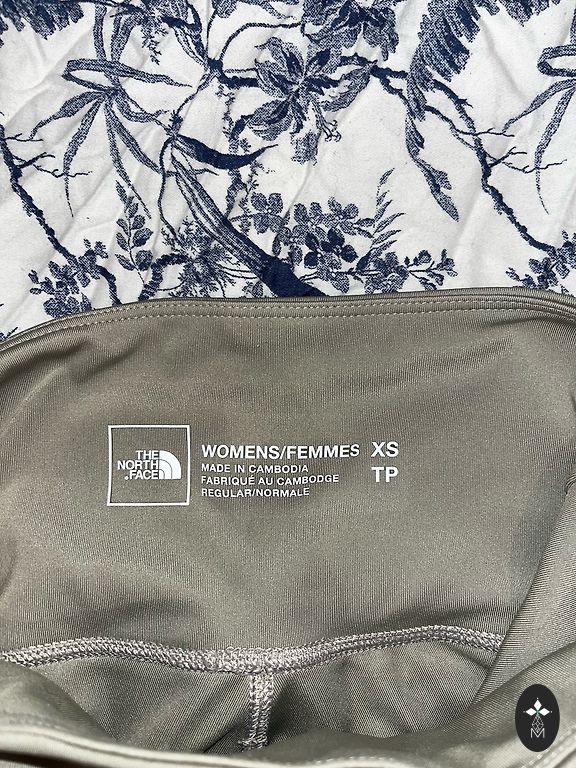 THE
NORTH
FACE
WOMENS/FEMMES XS
MADE IN CAMBODIA TP
FABRIQUÉ AU CAMBODGE
REGULAR/NORMALE
M